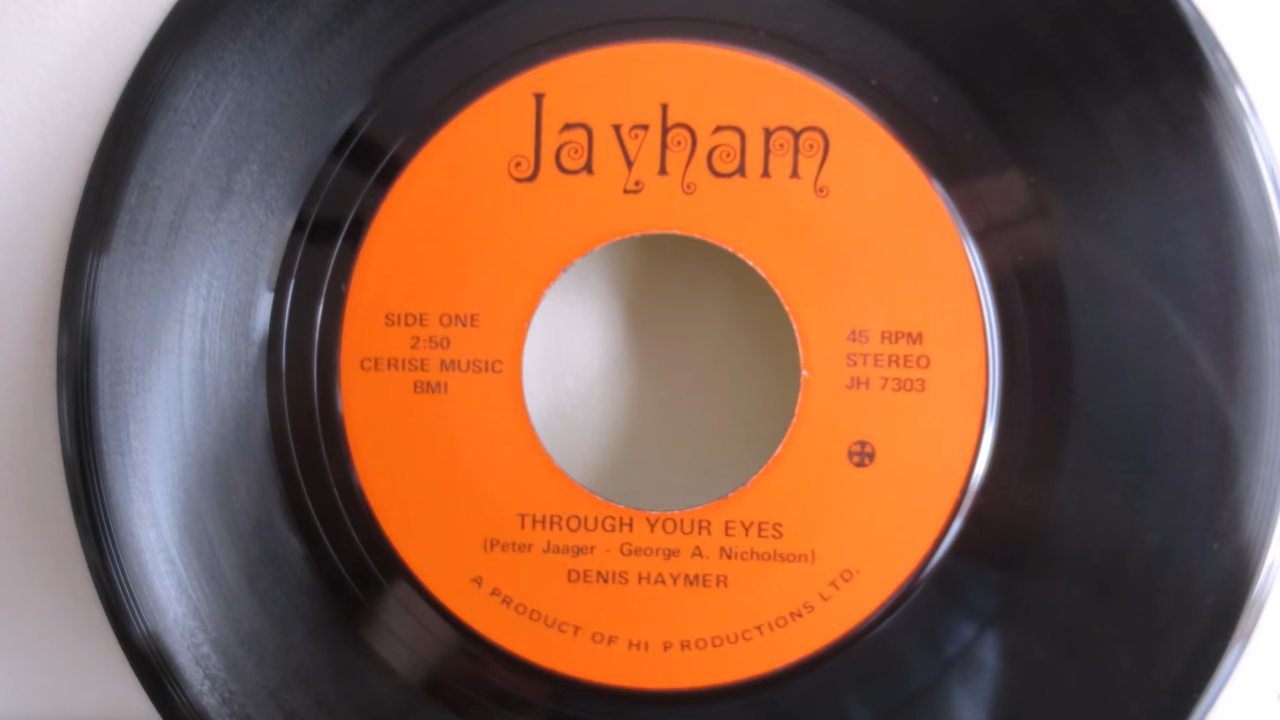 Jayham
SIDE ONE
2:50
CERISE MUSIC
BMI
45 RPM
STEREO
JH 7303
THROUGH YOUR EYES
(Peter Jaager - George A. Nicholson)
DENIS HAYMER
A PRODUCT OF HI PRODUCTIONS LTD.